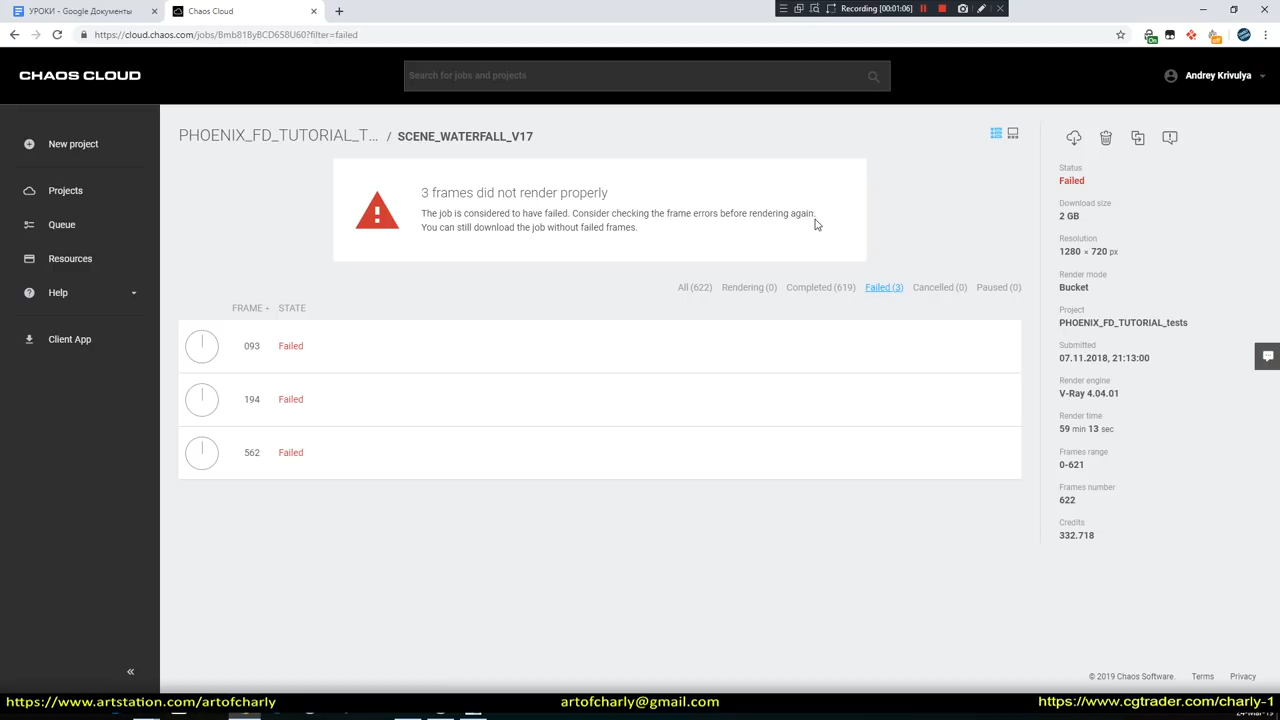 УРОКИ - Google Документы
Chaos Cloud
Recording [00:01:06]
https://cloud.chaos.com/jobs/Bmb81ByBCD658U60?filter=failed
CHAOS CLOUD
Search for jobs and projects
Andrey Krivulya
New project
Projects
Queue
Resources
Help
Client App
PHOENIX_FD_TUTORIAL_T... / SCENE_WATERFALL_V17
3 frames did not render properly
The job is considered to have failed. Consider checking the frame errors before rendering again.
You can still download the job without failed frames.
All (622) Rendering (0) Completed (619) Failed (3) Cancelled (0) Paused (0)
FRAME STATE
093 Failed
194 Failed
562 Failed
Status
Failed
Download size
2 GB
Resolution
1280 × 720 px
Render mode
Bucket
Project
PHOENIX_FD_TUTORIAL_tests
Submitted
07.11.2018, 21:13:00
Render engine
V-Ray 4.04.01
Render time
59 min 13 sec
Frames range
0-621
Frames number
622
Credits
332.718
© 2019 Chaos Software. Terms Privacy
https://www.artstation.com/artofcharly
artofcharly@gmail.com
https://www.cgtrader.com/charly-1